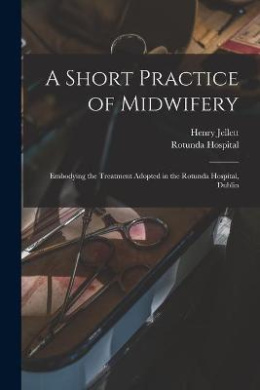 A Short Practice
of Midwifery
Henry Jellett
Rotunda Hospital
Embodying the Treatment Adopted in the Rotunda Hospital,
Dublin